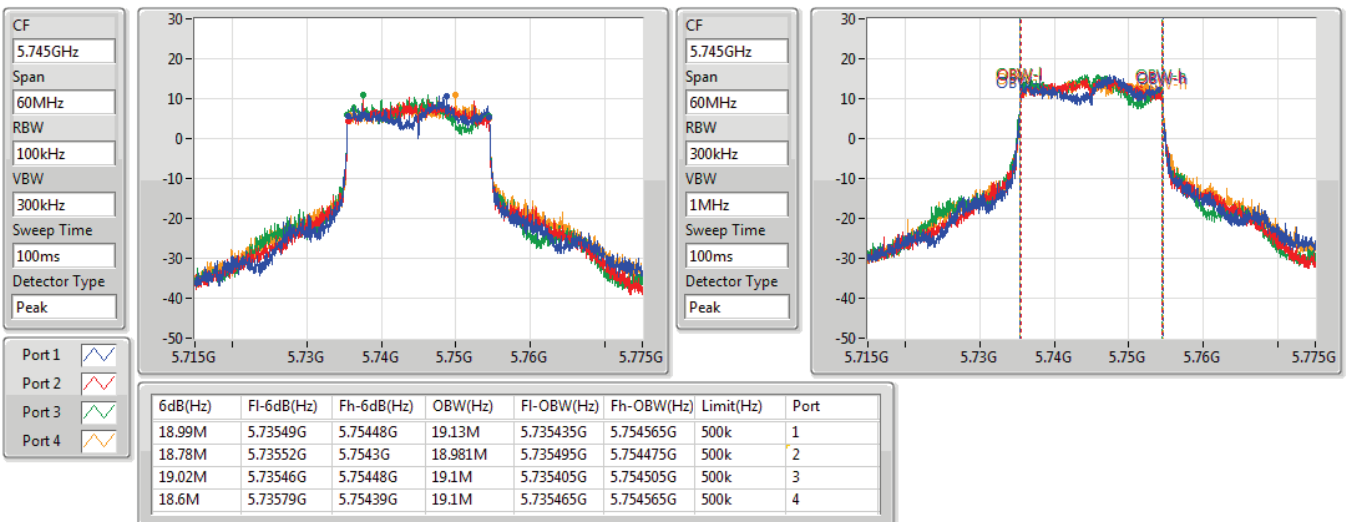 CF
5.745GHz
Span
60MHz
RBW
100kHz
VBW
300kHz
Sweep Time
100ms
Detector Type
Peak
30
20
10
0
-10
-20
-30
-40
-50
5.715G 5.73G 5.74G 5.75G 5.76G 5.775G
CF
5.745GHz
Span
60MHz
RBW
300kHz
VBW
1MHz
Sweep Time
100ms
Detector Type
Peak
30
20
10
0
-10
-20
-30
-40
-50
OBW-l OBW-h
5.715G 5.73G 5.74G 5.75G 5.76G 5.775G
Port 1
Port 2
Port 3
Port 4
6dB(Hz) Fl-6dB(Hz) Fh-6dB(Hz) OBW(Hz) Fl-OBW(Hz) Fh-OBW(Hz) Limit(Hz) Port
18.99M 5.73549G 5.75448G 19.13M 5.735435G 5.754565G 500k 1
18.78M 5.73552G 5.7543G 18.981M 5.735495G 5.754475G 500k 2
19.02M 5.73546G 5.75448G 19.1M 5.735405G 5.754505G 500k 3
18.6M 5.73579G 5.75439G 19.1M 5.735465G 5.754565G 500k 4